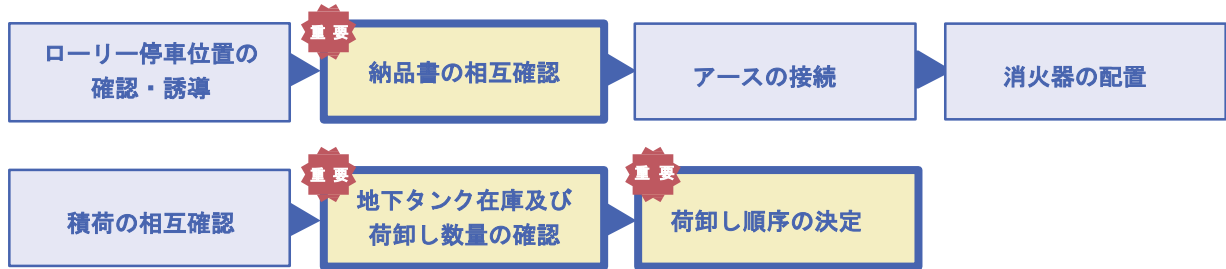 ローリー停車位置の
確認・誘導
重要
納品書の相互確認
アースの接続
消火器の配置
積荷の相互確認
重要
地下タンク在庫及び
荷卸し数量の確認
重要
荷卸し順序の決定